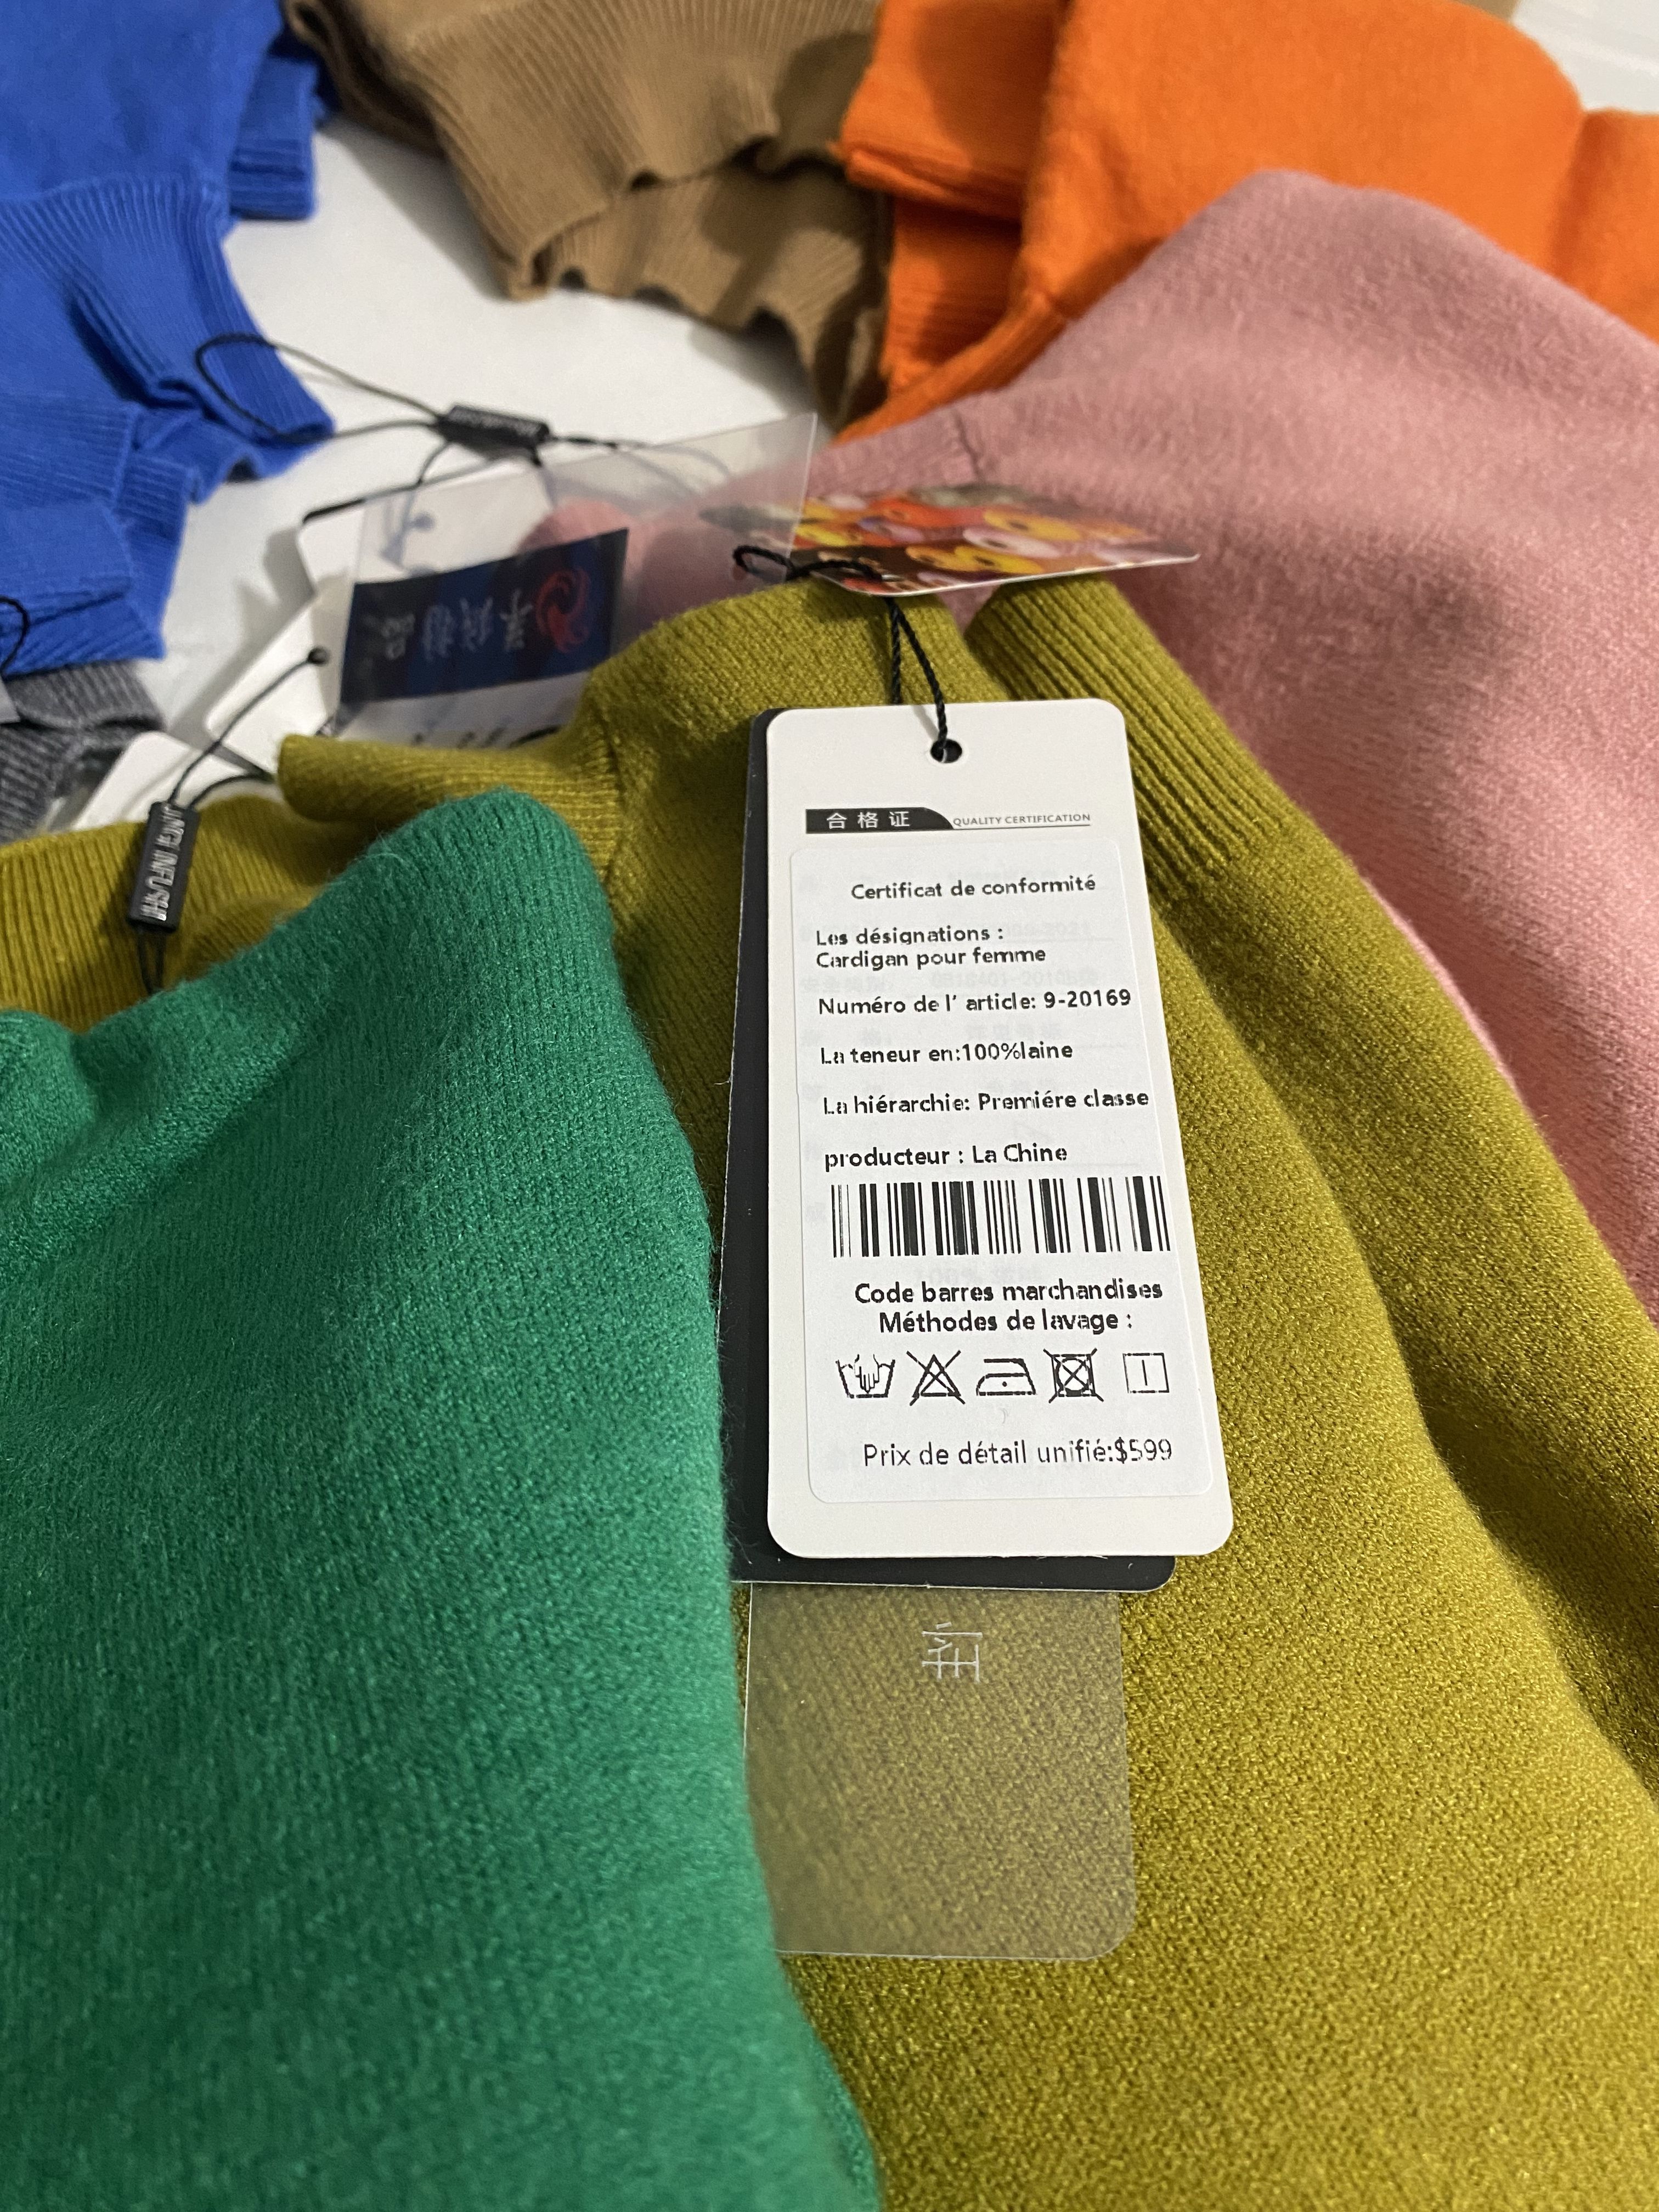 合格证 QUALITY CERTIFICATION
Certificat de conformité
Les désignations :
Cardigan pour femme
Numéro de l’ article: 9-20169
La teneur en:100%laine
La hiérarchie: Premiére classe
producteur : La Chine
Code barres marchandises
Méthodes de lavage :
Prix de détail unifié:$599